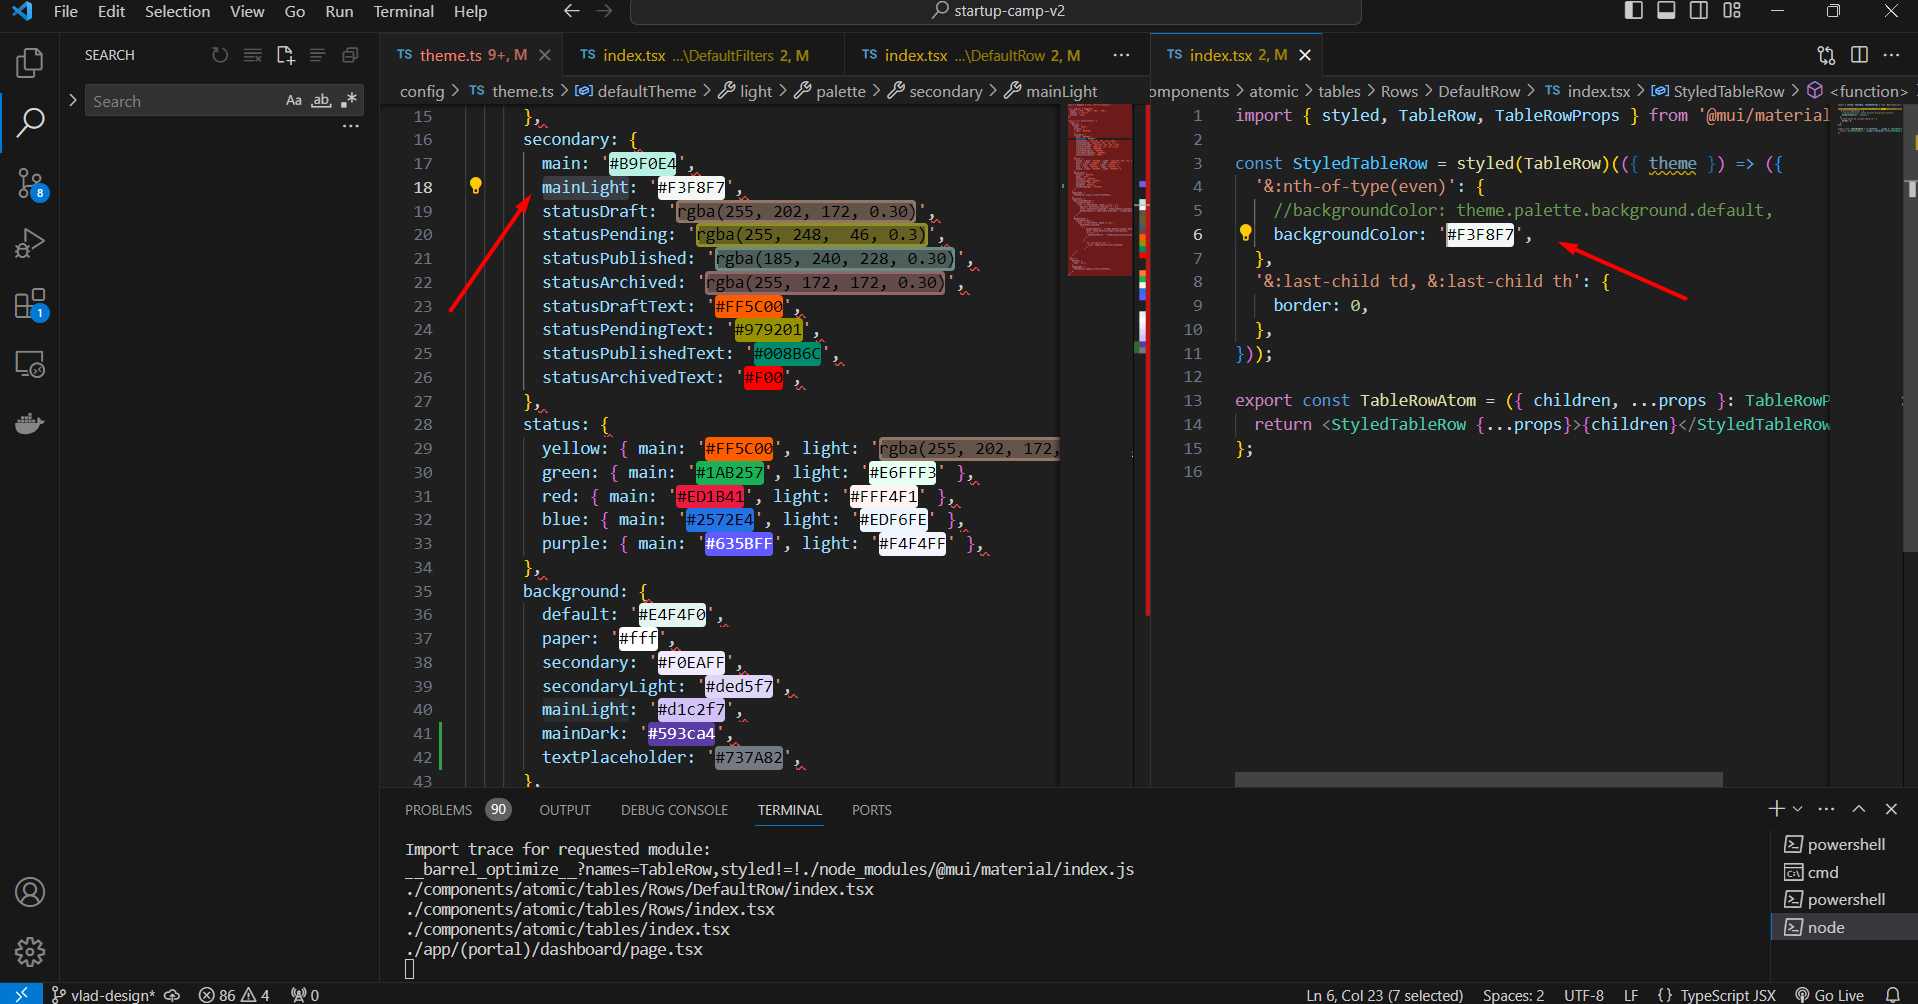 File Edit Selection View Go Run Terminal Help
startup-camp-v2
SEARCH
Search
Aa ab
8
1
TS theme.ts 9+, M
TS index.tsx ...\DefaultFilters 2, M
TS index.tsx ...\DefaultRow 2, M
config > TS theme.ts > defaultTheme > light > palette > secondary > mainLight
15 },
16 secondary: {
17 main: '#B9F0E4',
18 mainLight: '#F3F8F7',
19 statusDraft: 'rgba(255, 202, 172, 0.30)',
20 statusPending: 'rgba(255, 248,  46, 0.3)',
21 statusPublished: 'rgba(185, 240, 228, 0.30)',
22 statusArchived: 'rgba(255, 172, 172, 0.30)',
23 statusDraftText: '#FF5C00',
24 statusPendingText: '#979201',
25 statusPublishedText: '#008B6C',
26 statusArchivedText: '#F00',
27 },
28 status: {
29 yellow: { main: '#FF5C00', light: 'rgba(255, 202, 172,
30 green: { main: '#1AB257', light: '#E6FFF3' },
31 red: { main: '#ED1B41', light: '#FFF4F1' },
32 blue: { main: '#2572E4', light: '#EDF6FE' },
33 purple: { main: '#635BFF', light: '#F4F4FF' },
34 },
35 background: {
36 default: '#E4F4F0',
37 paper: '#fff',
38 secondary: '#F0EAFF',
39 secondaryLight: '#ded5f7',
40 mainLight: '#d1c2f7',
41 mainDark: '#593ca4',
42 textPlaceholder: '#737A82',
43 },
TS index.tsx 2, M
omponents > atomic > tables > Rows > DefaultRow > TS index.tsx > StyledTableRow > <function>
1 import { styled, TableRow, TableRowProps } from '@mui/material
2
3 const StyledTableRow = styled(TableRow)(({ theme }) => ({
4 '&:nth-of-type(even)': {
5 //backgroundColor: theme.palette.background.default,
6 backgroundColor: '#F3F8F7',
7 },
8 '&:last-child td, &:last-child th': {
9 border: 0,
10 },
11 }));
12
13 export const TableRowAtom = ({ children, ...props }: TableRowP
14 return <StyledTableRow {...props}>{children}</StyledTableRow
15 };
16
PROBLEMS 90 OUTPUT DEBUG CONSOLE TERMINAL PORTS
Import trace for requested module:
__barrel_optimize__?names=TableRow,styled!=!./node_modules/@mui/material/index.js
./components/atomic/tables/Rows/DefaultRow/index.tsx
./components/atomic/tables/Rows/index.tsx
./components/atomic/tables/index.tsx
./app/(portal)/dashboard/page.tsx
powershell
cmd
powershell
node
vlad-design* 86 4 0
Ln 6, Col 23 (7 selected) Spaces: 2 UTF-8 LF {} TypeScript JSX Go Live